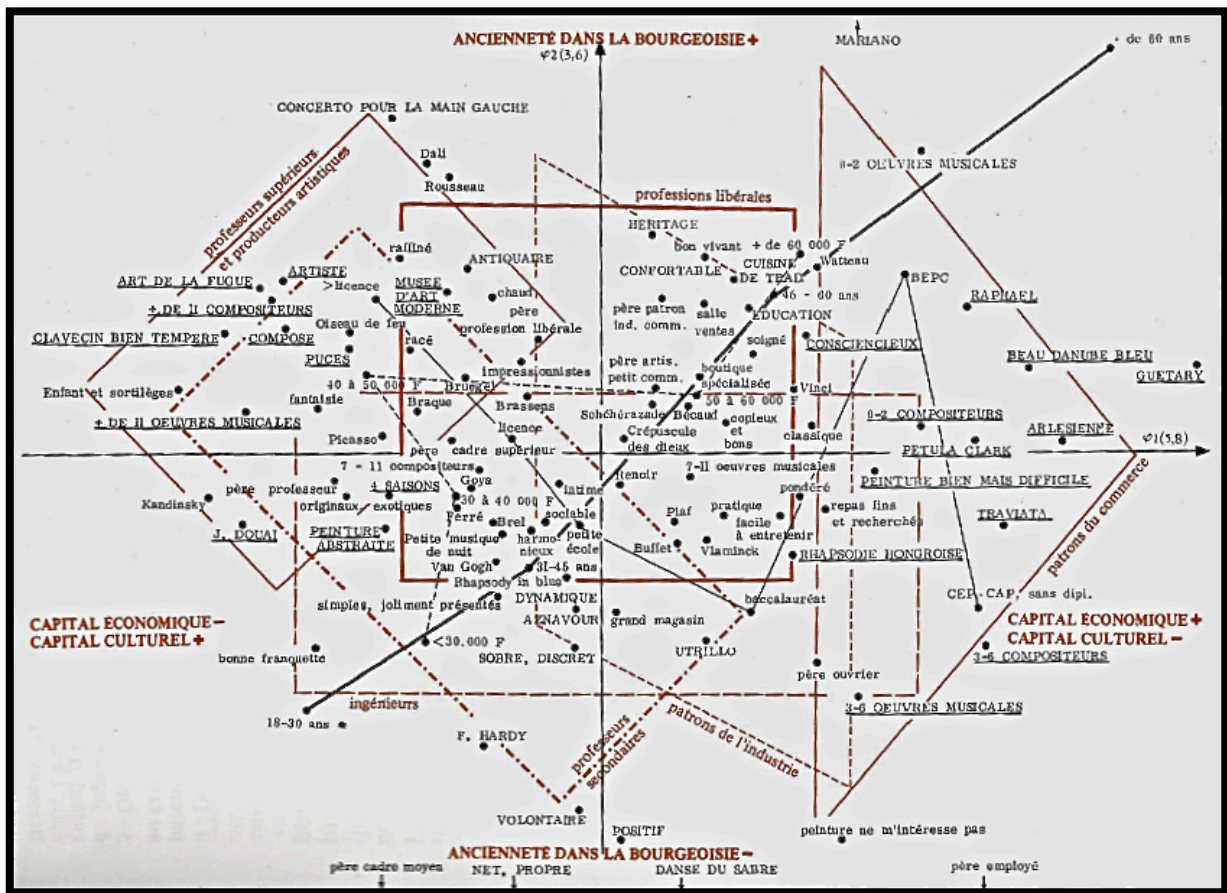 ANCIENNETÉ DANS LA BOURGEOISIE +
MARIANO
+ de 60 ans
φ2(3,6)
CONCERTO POUR LA MAIN GAUCHE
Dali
Rousseau
0-2 OEUVRES MUSICALES
professeurs supérieurs
et producteurs artistiques
professions libérales
HERITAGE
raffiné
bon vivant
+ de 60 000 F
ANTIQUAIRE
CONFORTABLE
CUISINE
DE TRAD.
Watteau
ART DE LA FUGUE
ARTISTE
>licence
MUSEE
D'ART
MODERNE
chaud
46 - 60 ans
BEPC
+ DE 11 COMPOSITEURS
père patron
ind. comm.
salle
ventes
EDUCATION
RAPHAEL
Oiseau de feu
père
profession libérale
CLAVECIN BIEN TEMPERE
COMPOSE
PUCES
racé
soigné
CONSCIENCIEUX
impressionnistes
père artis.
petit comm.
boutique
spécialisée
BEAU DANUBE BLEU
GUETARY
40 à 50 000 F
Bruegel
Vinci
Enfant et sortilèges
fantaisie
Braque
Brassens
50 à 60 000 F
Schéhérazade
Bécaud
+ DE 11 OEUVRES MUSICALES
licence
copieux
et
bons
0-2 COMPOSITEURS
Picasso
Crépuscule
des dieux
classique
ARLESIENNE
père cadre supérieur
PETULA CLARK
φ1(5,8)
7 - 11 compositeurs
Goya
Renoir
7-11 oeuvres musicales
père professeur
4 SAISONS
intime
pondéré
PEINTURE BIEN MAIS DIFFICILE
Kandinsky
originaux
exotiques
30 à 40 000 F
Ferré
sociable
Piaf
pratique
facile
à entretenir
repas fins
et recherchés
TRAVIATA
J. DOUAI
PEINTURE
ABSTRAITE
Petite musique
de nuit
Brel
harmo-
nieux
petite
école
Buffet
Vlaminck
RHAPSODIE HONGROISE
patrons du commerce
Van Gogh
31-45 ans
Rhapsody in blue
simples, joliment présentés
DYNAMIQUE
baccalauréat
CEP-CAP, sans dipl.
CAPITAL ÉCONOMIQUE −
CAPITAL CULTUREL +
AZNAVOUR
grand magasin
CAPITAL ÉCONOMIQUE +
CAPITAL CULTUREL −
<30.000 F
bonne franquette
SOBRE, DISCRET
UTRILLO
3-6 COMPOSITEURS
père ouvrier
ingénieurs
3-6 OEUVRES MUSICALES
18-30 ans
F. HARDY
professeurs
secondaires
patrons de l'industrie
VOLONTAIRE
POSITIF
peinture ne m'intéresse pas
ANCIENNETÉ DANS LA BOURGEOISIE −
père cadre moyen
NET, PROPRE
DANSE DU SABRE
père employé